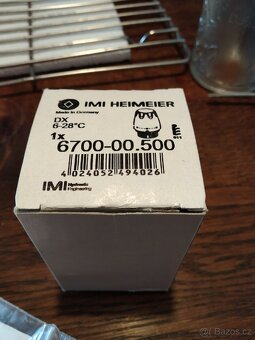 IMI HEIMEIER
Made in Germany
DX
6-28°C
1x
6700-00.500
4 024052 494026
IMI Hydronic
Engineering
Bazos.cz